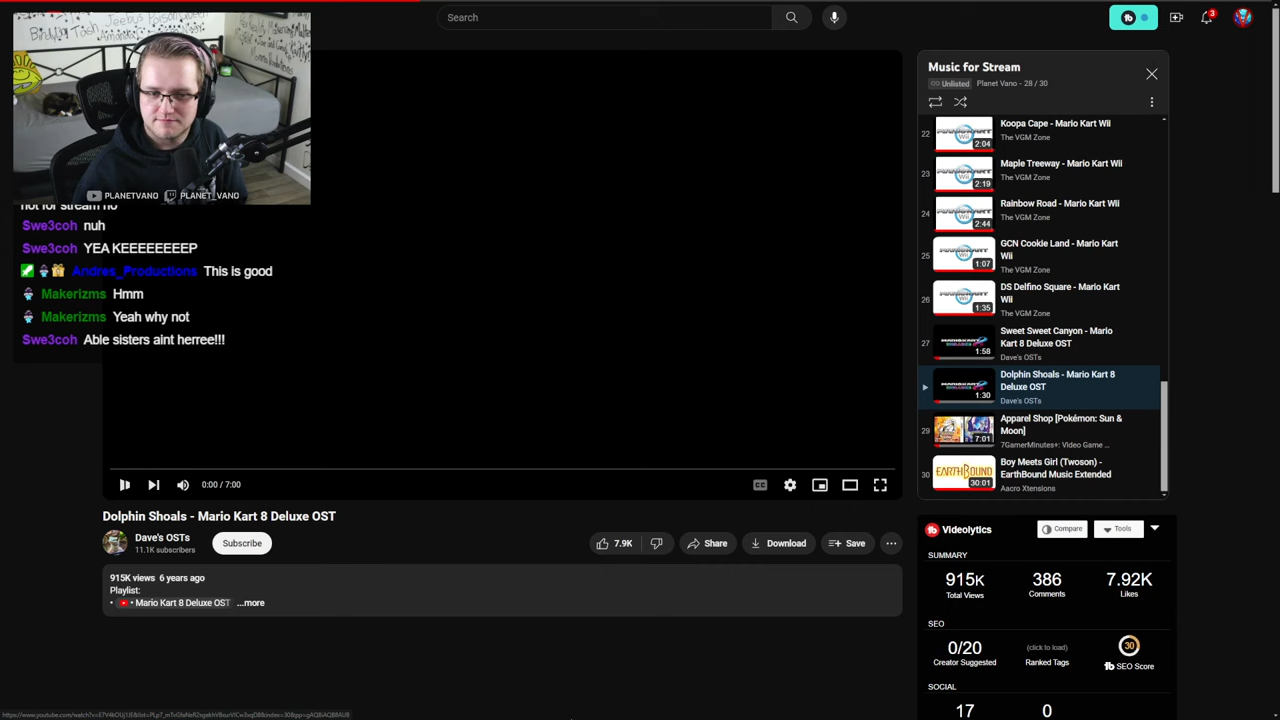 Search
3
PLANETVANO PLANET_VANO
not for stream no
Swe3coh nuh
Swe3coh YEA KEEEEEEEP
Andres_Productions This is good
Makerizms Hmm
Makerizms Yeah why not
Swe3coh Able sisters aint herree!!!
0:00 / 7:00
Dolphin Shoals - Mario Kart 8 Deluxe OST
Dave's OSTs
11.1K subscribers
Subscribe
7.9K
Share
Download
Save
915K views 6 years ago
Playlist:
• Mario Kart 8 Deluxe OST ...more
Music for Stream
Unlisted Planet Vano - 28 / 30
22
2:04
Koopa Cape - Mario Kart Wii
The VGM Zone
23
2:19
Maple Treeway - Mario Kart Wii
The VGM Zone
24
2:44
Rainbow Road - Mario Kart Wii
The VGM Zone
25
1:07
GCN Cookie Land - Mario Kart
Wii
The VGM Zone
26
1:35
DS Delfino Square - Mario Kart
Wii
The VGM Zone
27
1:58
Sweet Sweet Canyon - Mario
Kart 8 Deluxe OST
Dave's OSTs
1:30
Dolphin Shoals - Mario Kart 8
Deluxe OST
Dave's OSTs
29
7:01
Apparel Shop [Pokémon: Sun &
Moon]
7GamerMinutes+: Video Game ...
30
EARTHBOUND
30:01
Boy Meets Girl (Twoson) -
EarthBound Music Extended
Aacro Xtensions
Videolytics
Compare
Tools
SUMMARY
915K 386 7.92K
Total Views Comments Likes
SEO
0/20 (click to load) 30
Creator Suggested Ranked Tags SEO Score
SOCIAL
17 0